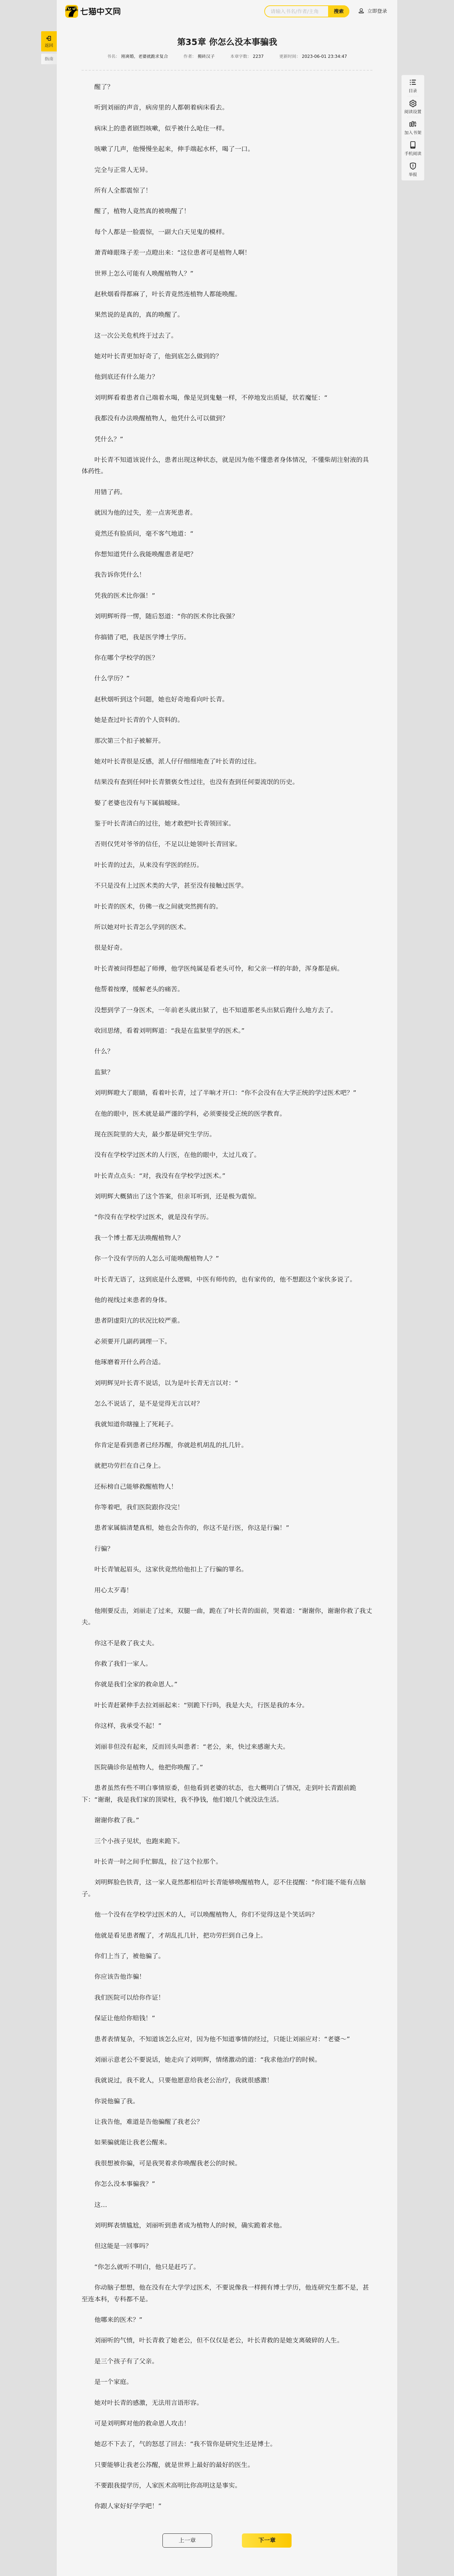 七猫中文网
请输入书名/作者/主角
搜索
立即登录
返回
听读
目录
阅读设置
加入书架
手机阅读
举报
第35章 你怎么没本事骗我
作者： 腰斩汉子
本章字数： 2237
更新时间： 2023-06-01 23:34:47
醒了？
听到刘丽的声音，病房里的人都朝着病床看去。
病床上的患者剧烈咳嗽，似乎被什么呛住一样。
咳嗽了几声，他慢慢坐起来，伸手端起水杯，喝了一口。
完全与正常人无异。
所有人全都震惊了！
醒了，植物人竟然真的被唤醒了！
每个人都是一脸震惊，一副大白天见鬼的模样。
萧青峰眼珠子差一点瞪出来：“这位患者可是植物人啊！
世界上怎么可能有人唤醒植物人？”
赵秋烟看得都麻了，叶长青竟然连植物人都能唤醒。
果然说的是真的，真的唤醒了。
这一次公关危机终于过去了。
她对叶长青更加好奇了，他到底怎么做到的？
他到底还有什么能力？
刘明辉看着患者自己端着水喝，像是见到鬼魅一样，不停地发出质疑，状若魔怔：“
我都没有办法唤醒植物人，他凭什么可以做到？
凭什么？”
叶长青不知道该说什么，患者出现这种状态，就是因为他不懂患者身体情况，不懂柴胡注射液的具
体药性。
用错了药。
就因为他的过失，差一点害死患者。
竟然还有脸质问，毫不客气地道：“
你想知道凭什么我能唤醒患者是吧？
我告诉你凭什么！
凭我的医术比你强！”
刘明辉听得一愣，随后怒道：“你的医术你比我强？
你搞错了吧，我是医学博士学历。
你在哪个学校学的医？
什么学历？”
赵秋烟听到这个问题，她也好奇地看向叶长青。
她是查过叶长青的个人资料的。
那次第三个扣子被解开。
她对叶长青很是反感，派人仔仔细细地查了叶长青的过往。
结果没有查到任何叶长青猥亵女性过往，也没有查到任何耍流氓的历史。
娶了老婆也没有与下属搞暧昧。
鉴于叶长青清白的过往，她才敢把叶长青领回家。
否则仅凭对爷爷的信任，不足以让她领叶长青回家。
叶长青的过去，从来没有学医的经历。
不只是没有上过医术类的大学，甚至没有接触过医学。
叶长青的医术，仿佛一夜之间就突然拥有的。
所以她对叶长青怎么学到的医术。
很是好奇。
叶长青被问得想起了师傅，他学医纯属是看老头可怜，和父亲一样的年龄，浑身都是病。
他帮着按摩，缓解老头的痛苦。
没想到学了一身医术，一年前老头就出狱了，也不知道那老头出狱后跑什么地方去了。
收回思绪，看着刘明辉道：“我是在监狱里学的医术。”
什么？
监狱？
刘明辉瞪大了眼睛，看着叶长青，过了半晌才开口：“你不会没有在大学正统的学过医术吧？”
在他的眼中，医术就是最严谨的学科，必须要接受正统的医学教育。
现在医院里的大夫，最少都是研究生学历。
没有在学校学过医术的人行医，在他的眼中，太过儿戏了。
叶长青点点头：“对，我没有在学校学过医术。”
刘明辉大概猜出了这个答案，但亲耳听到，还是极为震惊。
“你没有在学校学过医术，就是没有学历。
我一个博士都无法唤醒植物人？
你一个没有学历的人怎么可能唤醒植物人？”
叶长青无语了，这到底是什么逻辑，中医有师传的，也有家传的，他不想跟这个家伙多说了。
他的视线过来患者的身体。
患者阴虚阳亢的状况比较严重。
必须要开几副药调理一下。
他琢磨着开什么药合适。
刘明辉见叶长青不说话，以为是叶长青无言以对：“
怎么不说话了，是不是觉得无言以对？
我就知道你瞎撞上了死耗子。
你肯定是看到患者已经苏醒，你就趁机胡乱的扎几针。
就把功劳拦在自己身上。
还标榜自己能够救醒植物人！
你等着吧，我们医院跟你没完！
患者家属搞清楚真相，她也会告你的，你这不是行医，你这是行骗！”
行骗？
叶长青皱起眉头，这家伙竟然给他扣上了行骗的罪名。
用心太歹毒！
他刚要反击，刘丽走了过来，双腿一曲，跪在了叶长青的面前，哭着道：“谢谢你，谢谢你救了我丈
夫。
你这不是救了我丈夫。
你救了我们一家人。
你就是我们全家的救命恩人。”
叶长青赶紧伸手去拉刘丽起来：“别跪下行吗，我是大夫，行医是我的本分。
你这样，我承受不起！”
刘丽非但没有起来，反而回头叫患者：“老公，来，快过来感谢大夫。
医院确诊你是植物人，他把你唤醒了。”
患者虽然有些不明白事情原委，但他看到老婆的状态，也大概明白了情况，走到叶长青跟前跪
下：“谢谢，我是我们家的顶梁柱，我不挣钱，他们娘几个就没法生活。
谢谢你救了我。”
三个小孩子见状，也跑来跪下。
叶长青一时之间手忙脚乱，拉了这个拉那个。
刘明辉脸色铁青，这一家人竟然都相信叶长青能够唤醒植物人，忍不住提醒：“你们能不能有点脑
子。
他一个没有在学校学过医术的人，可以唤醒植物人，你们不觉得这是个笑话吗？
他就是看见患者醒了，才胡乱扎几针，把功劳拦到自己身上。
你们上当了，被他骗了。
你应该告他诈骗！
我们医院可以给你作证！
保证让他给你赔钱！”
患者表情复杂，不知道该怎么应对，因为他不知道事情的经过，只能让刘丽应对：“老婆～”
刘丽示意老公不要说话，她走向了刘明辉，情绪激动的道：“我求他治疗的时候。
我就说过，我不讹人，只要他愿意给我老公治疗，我就很感激！
你说他骗了我。
让我告他，难道是告他骗醒了我老公？
如果骗就能让我老公醒来。
我很想被你骗，可是我哭着求你唤醒我老公的时候。
你怎么没本事骗我？”
这...
刘明辉表情尴尬，刘丽听到患者成为植物人的时候，确实跪着求他。
但这能是一回事吗？
“你怎么就听不明白，他只是赶巧了。
你动脑子想想，他在没有在大学学过医术，不要说像我一样拥有博士学历，他连研究生都不是，甚
至连本科，专科都不是。
他哪来的医术？”
刘丽听的气愤，叶长青救了她老公，但不仅仅是老公，叶长青救的是她支离破碎的人生。
是三个孩子有了父亲。
是一个家庭。
她对叶长青的感激，无法用言语形容。
可是刘明辉对他的救命恩人攻击！
她忍不下去了，气的怒怼了回去：“我不管你是研究生还是博士。
只要能够让我老公苏醒，就是世界上最好的最好的医生。
不要跟我提学历，人家医术高明比你高明这是事实。
你跟人家好好学学吧！”
上一章
下一章